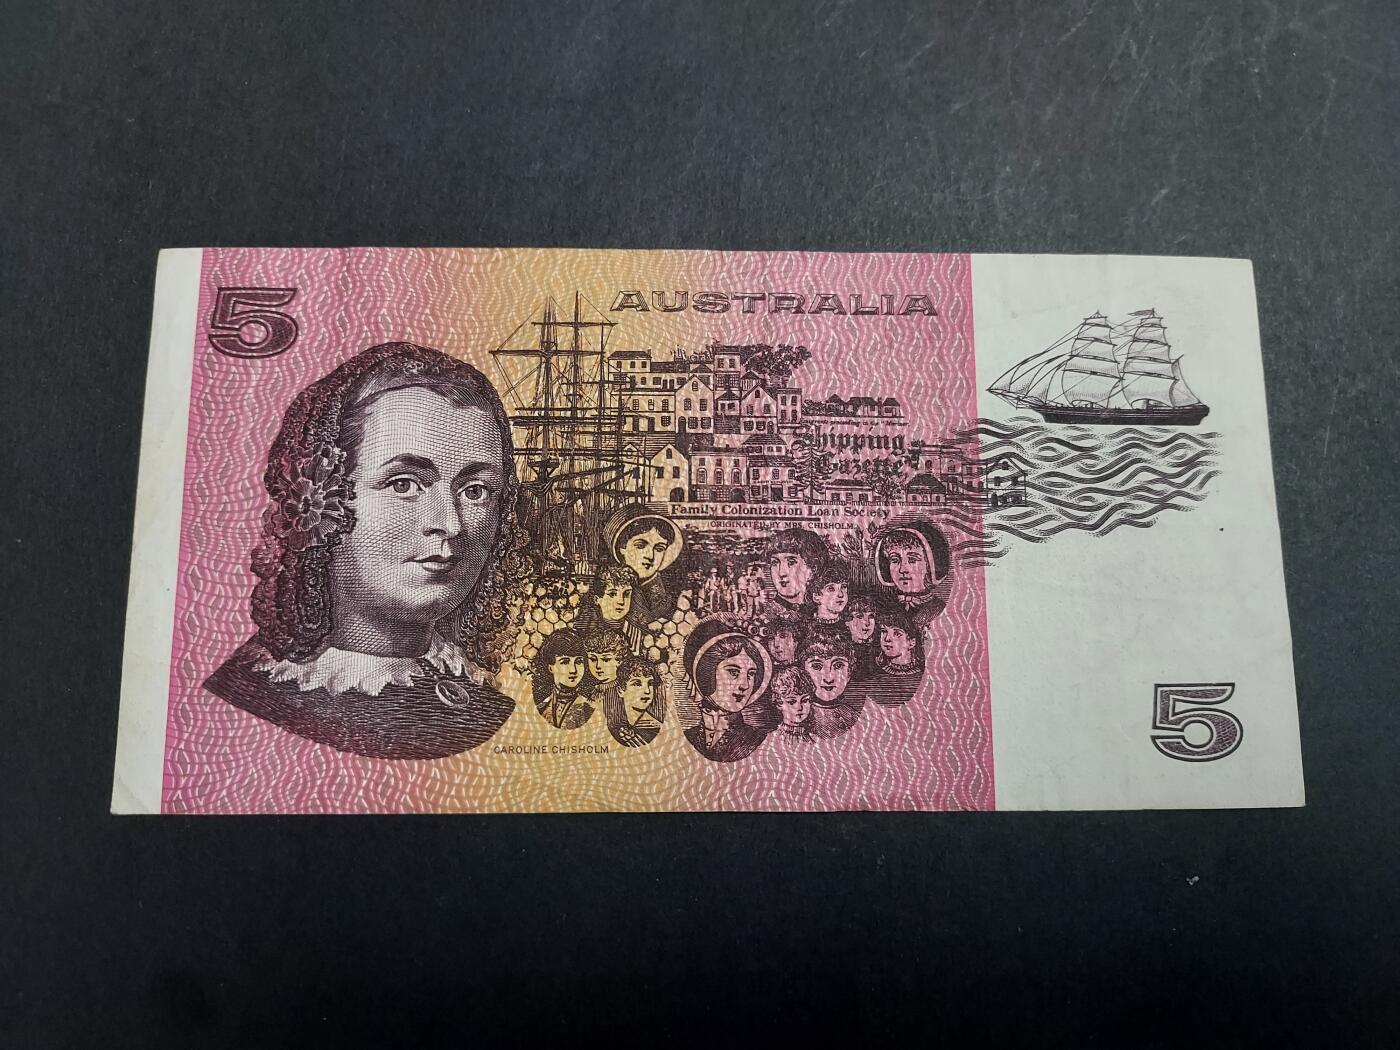 5
AUSTRALIA
Shipping
Gazette
Family Colonization Loan Society
ORIGINATED BY MRS. CHISHOLM
CAROLINE CHISHOLM
5